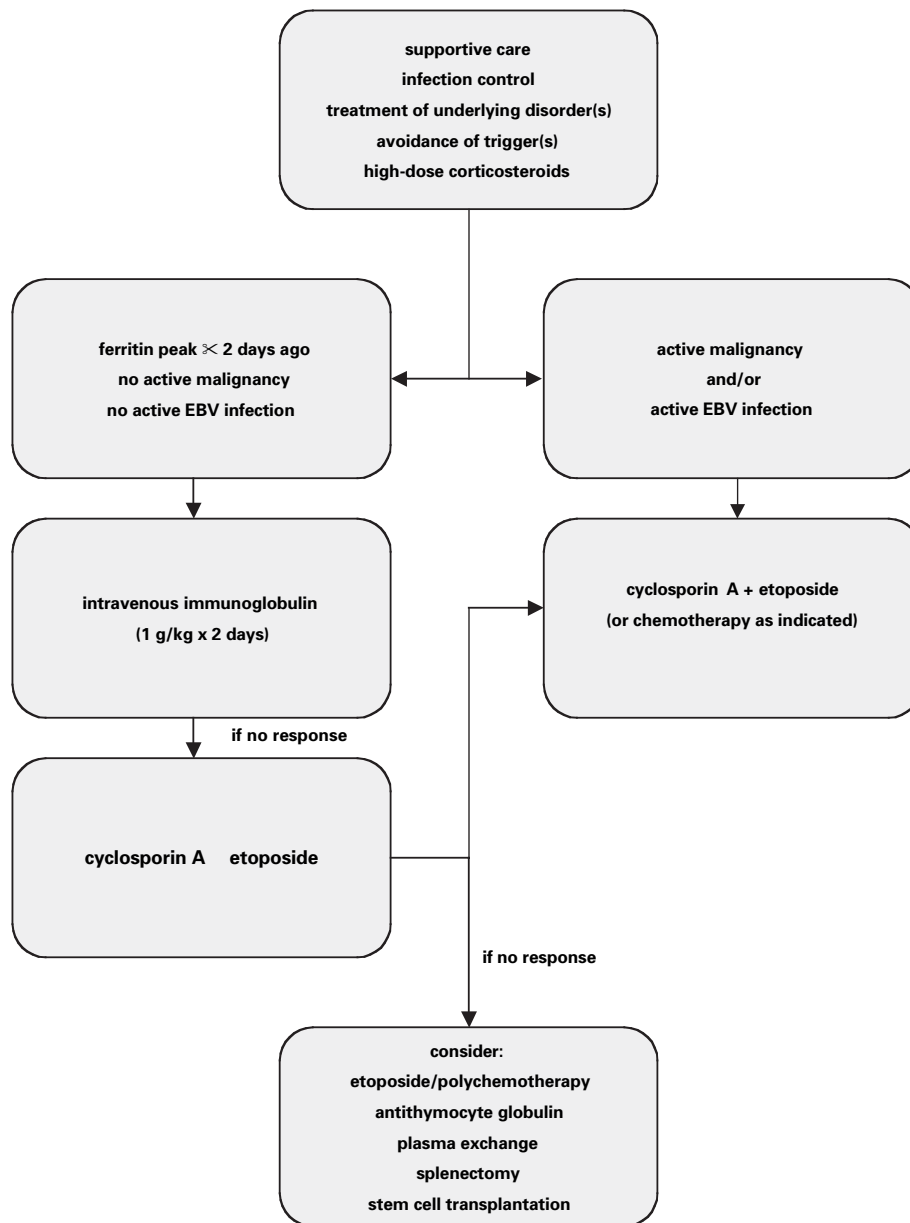 supportive care
infection control
treatment of underlying disorder(s)
avoidance of trigger(s)
high-dose corticosteroids
ferritin peak ⪥ 2 days ago
no active malignancy
no active EBV infection
active malignancy
and/or
active EBV infection
intravenous immunoglobulin
(1 g/kg x 2 days)
cyclosporin A + etoposide
(or chemotherapy as indicated)
if no response
cyclosporin A etoposide
if no response
consider:
etoposide/polychemotherapy
antithymocyte globulin
plasma exchange
splenectomy
stem cell transplantation